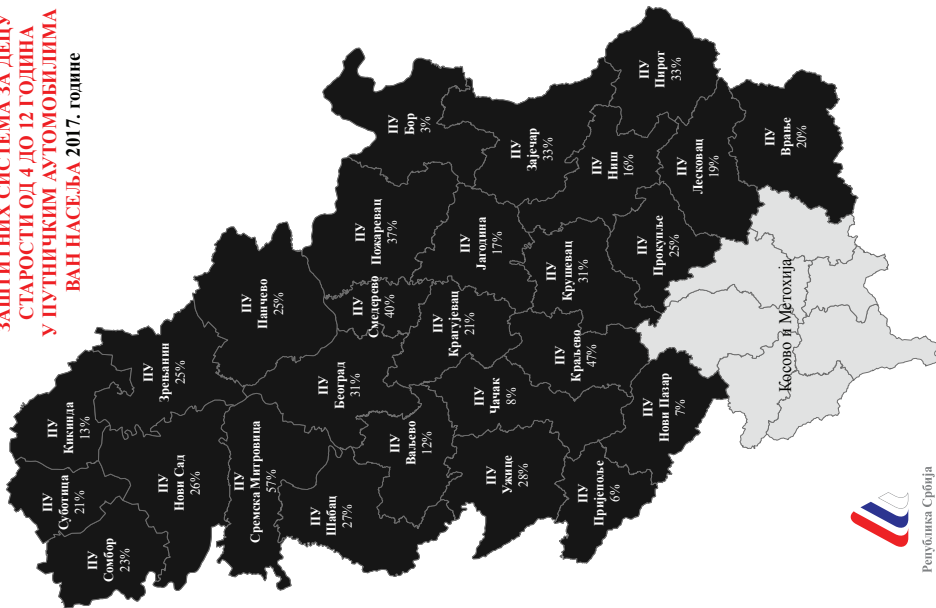 ЗАШТИТНИХ СИСТЕМА ЗА ДЕЦУ
СТАРОСТИ ОД 4 ДО 12 ГОДИНА
У ПУТНИЧКИМ АУТОМОБИЛИМА
ВАН НАСЕЉА 2017. године
ПУ
Суботица
21%
ПУ
Кикинда
13%
ПУ
Сомбор
23%
ПУ
Зрењанин
25%
ПУ
Нови Сад
26%
ПУ
Сремска Митровица
57%
ПУ
Панчево
25%
ПУ
Шабац
27%
ПУ
Београд
31%
ПУ
Смедерево
40%
ПУ
Пожаревац
37%
ПУ
Бор
3%
ПУ
Ваљево
12%
ПУ
Крагујевац
21%
ПУ
Јагодина
17%
ПУ
Зајечар
33%
ПУ
Ужице
28%
ПУ
Чачак
8%
ПУ
Краљево
47%
ПУ
Крушевац
31%
ПУ
Ниш
16%
ПУ
Пирот
33%
ПУ
Пријепоље
6%
ПУ
Нови Пазар
7%
ПУ
Прокупље
25%
ПУ
Лесковац
19%
ПУ
Врање
20%
Косово и Метохија
Република Србија